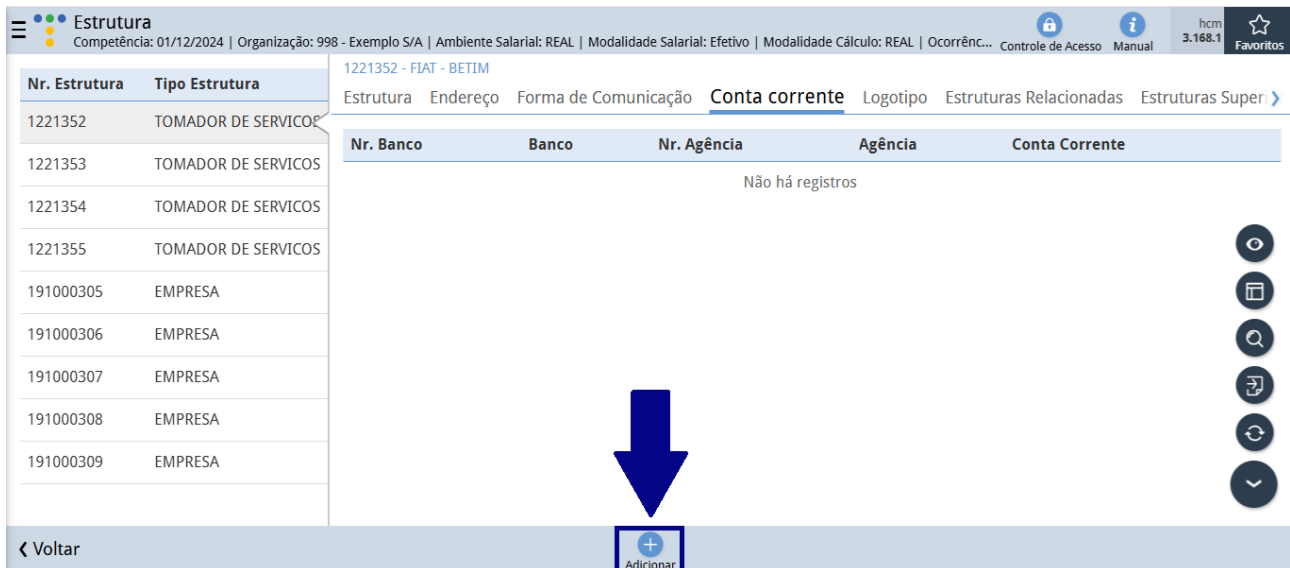 Estrutura
Competência: 01/12/2024 | Organização: 998 - Exemplo S/A | Ambiente Salarial: REAL | Modalidade Salarial: Efetivo | Modalidade Cálculo: REAL | Ocorrênc...
Controle de Acesso
Manual
hcm
3.168.1
Favoritos
1221352 - FIAT - BETIM
Estrutura Endereço Forma de Comunicação Conta corrente Logotipo Estruturas Relacionadas Estruturas Superi
Nr. Estrutura Tipo Estrutura
1221352 TOMADOR DE SERVICOS
1221353 TOMADOR DE SERVICOS
1221354 TOMADOR DE SERVICOS
1221355 TOMADOR DE SERVICOS
191000305 EMPRESA
191000306 EMPRESA
191000307 EMPRESA
191000308 EMPRESA
191000309 EMPRESA
Nr. Banco Banco Nr. Agência Agência Conta Corrente
Não há registros
Voltar
Adicionar